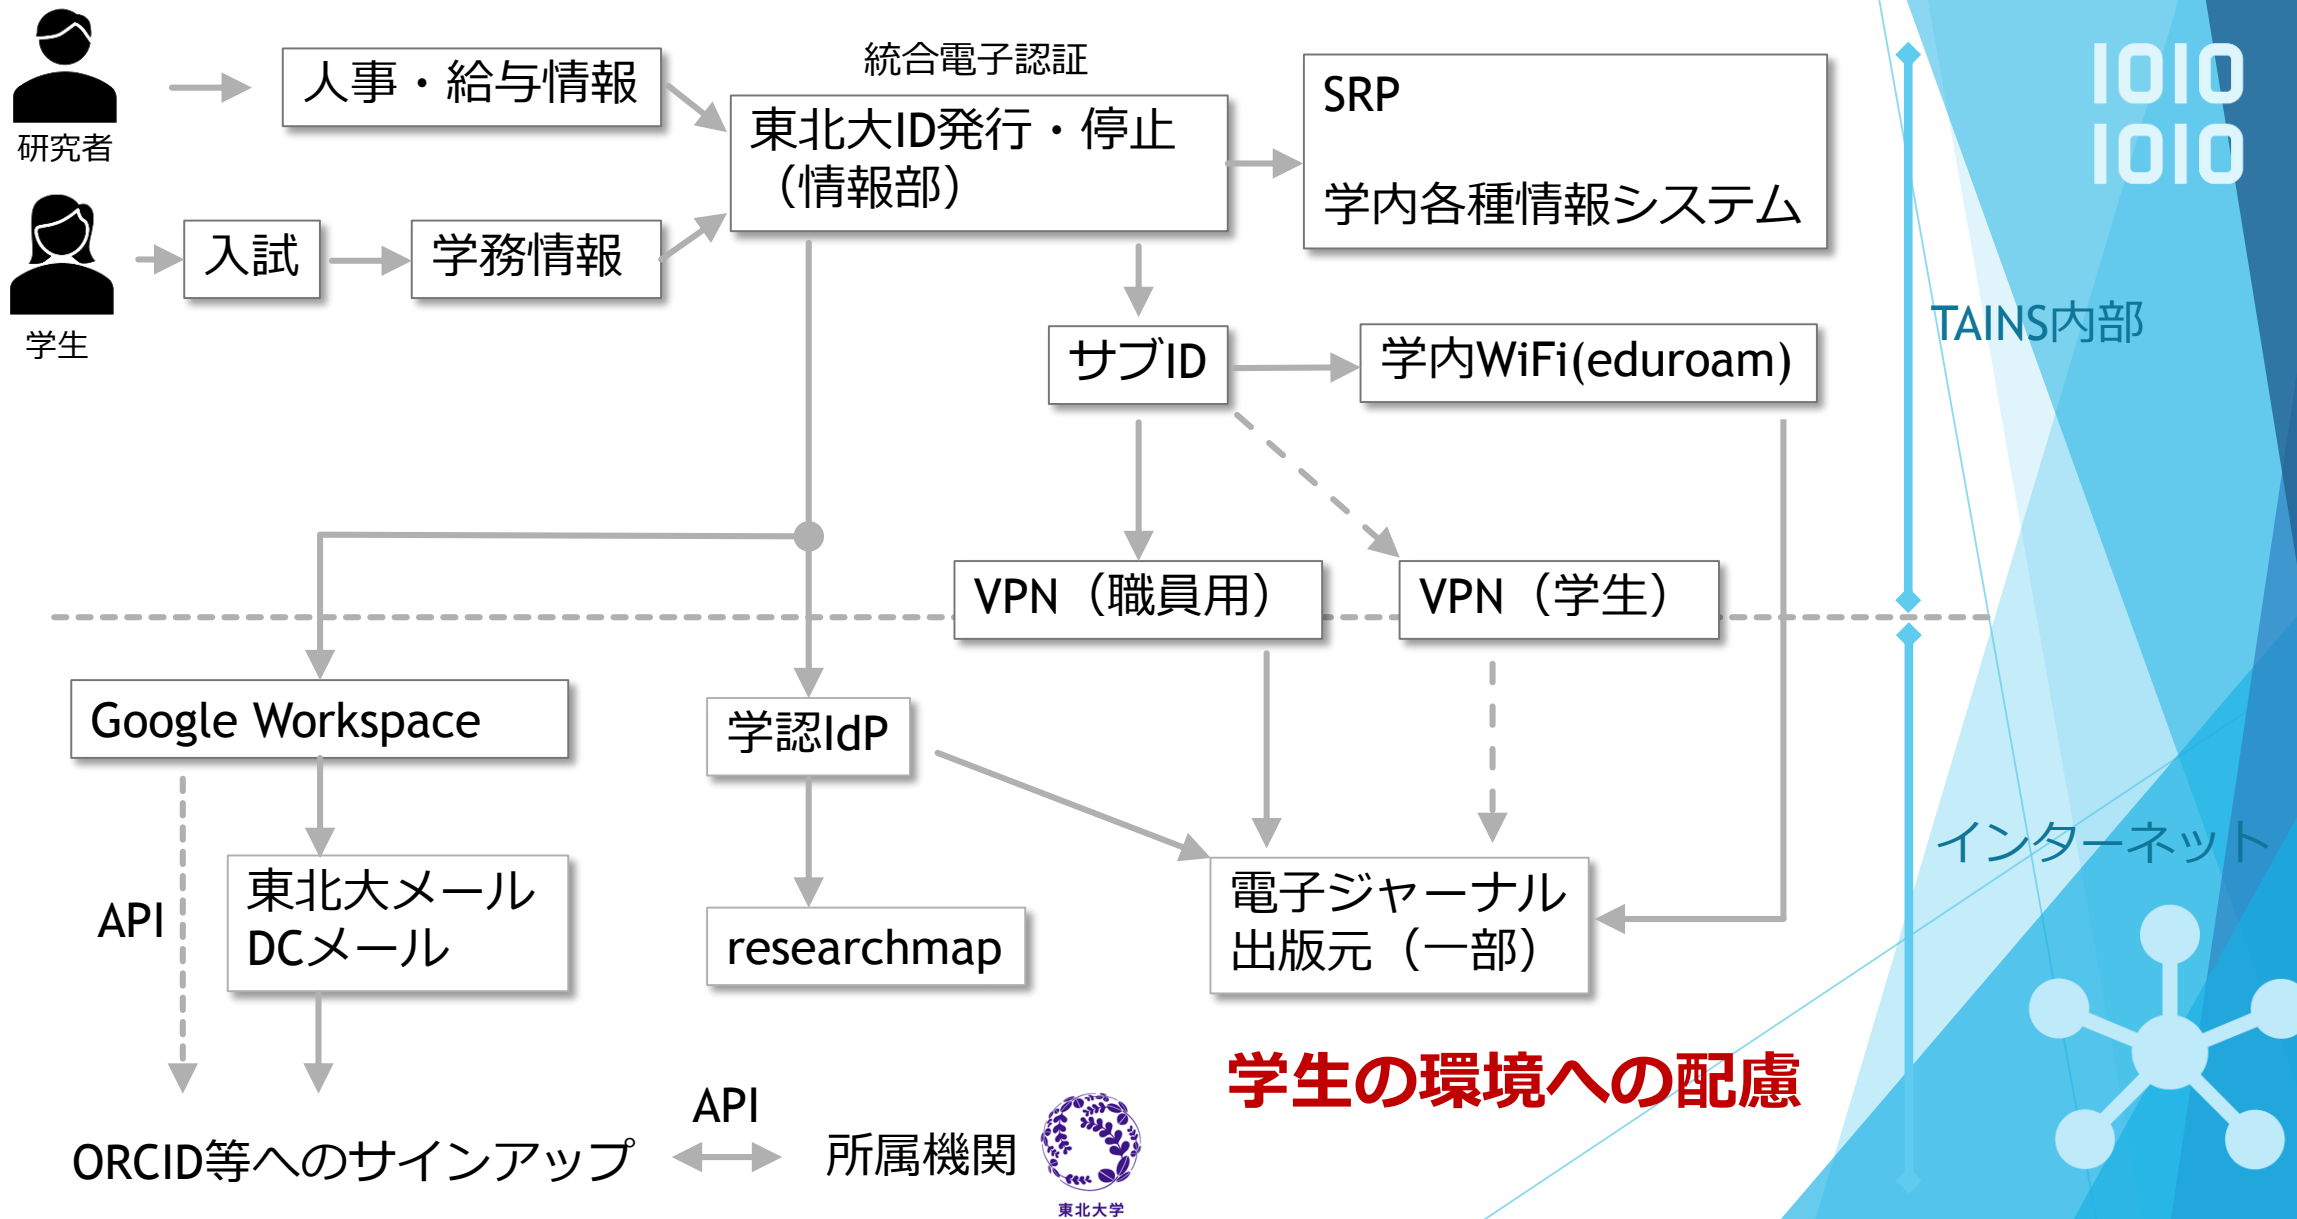 研究者
人事・給与情報
統合電子認証
東北大ID発行・停止
（情報部）
SRP
学内各種情報システム
学生
入試
学務情報
サブID
学内WiFi(eduroam)
TAINS内部
VPN（職員用）
VPN（学生）
Google Workspace
学認IdP
インターネット
API
東北大メール
DCメール
researchmap
電子ジャーナル
出版元（一部）
学生の環境への配慮
ORCID等へのサインアップ
API
所属機関
東北大学
1010
1010